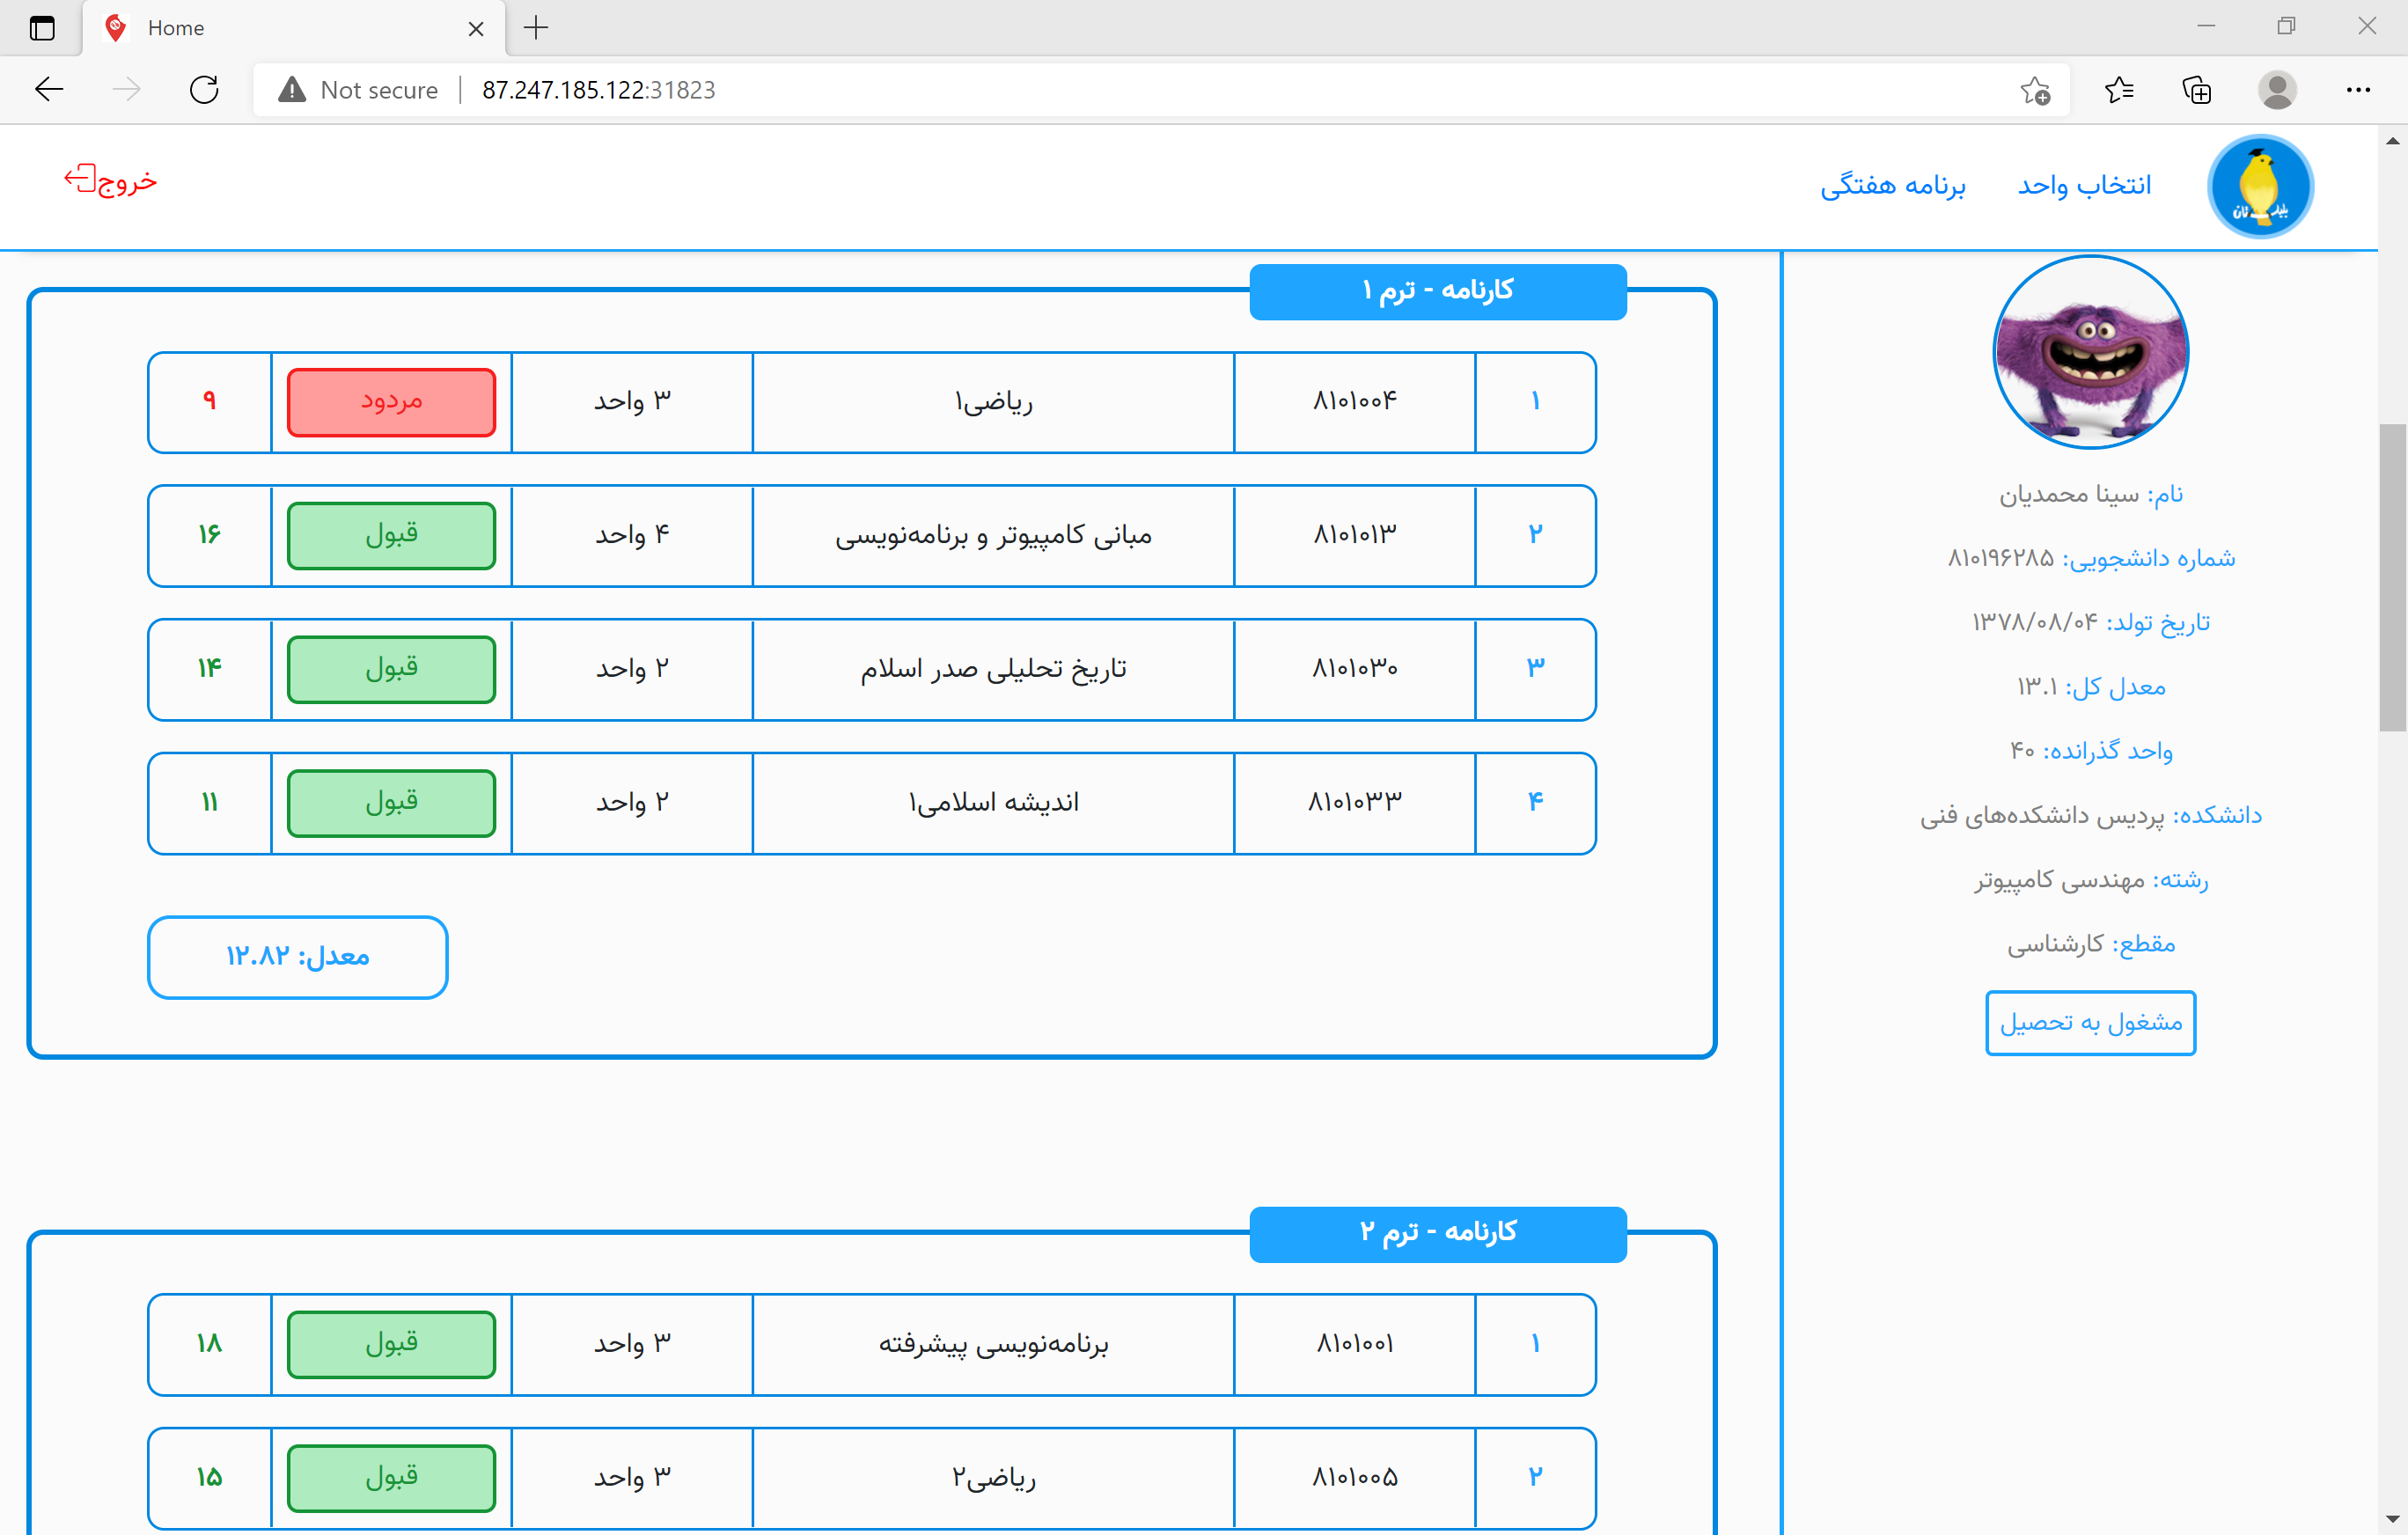 Home
Not secure 87.247.185.122:31823
انتخاب واحد برنامه هفتگی خروج
نام: سینا محمدیان
شماره دانشجویی: ۸۱۰۱۹۶۲۸۵
تاریخ تولد: ۱۳۷۸/۰۸/۰۴
معدل کل: ۱۳.۱
واحد گذرانده: ۴۰
دانشکده: پردیس دانشکده‌های فنی
رشته: مهندسی کامپیوتر
مقطع: کارشناسی
مشغول به تحصیل
کارنامه - ترم ۱
۱ ۸۱۰۱۰۰۴ ریاضی۱ ۳ واحد مردود ۹
۲ ۸۱۰۱۰۱۳ مبانی کامپیوتر و برنامه‌نویسی ۴ واحد قبول ۱۶
۳ ۸۱۰۱۰۳۰ تاریخ تحلیلی صدر اسلام ۲ واحد قبول ۱۴
۴ ۸۱۰۱۰۳۳ اندیشه اسلامی۱ ۲ واحد قبول ۱۱
معدل: ۱۲.۸۲
کارنامه - ترم ۲
۱ ۸۱۰۱۰۰۱ برنامه‌نویسی پیشرفته ۳ واحد قبول ۱۸
۲ ۸۱۰۱۰۰۵ ریاضی۲ ۳ واحد قبول ۱۵